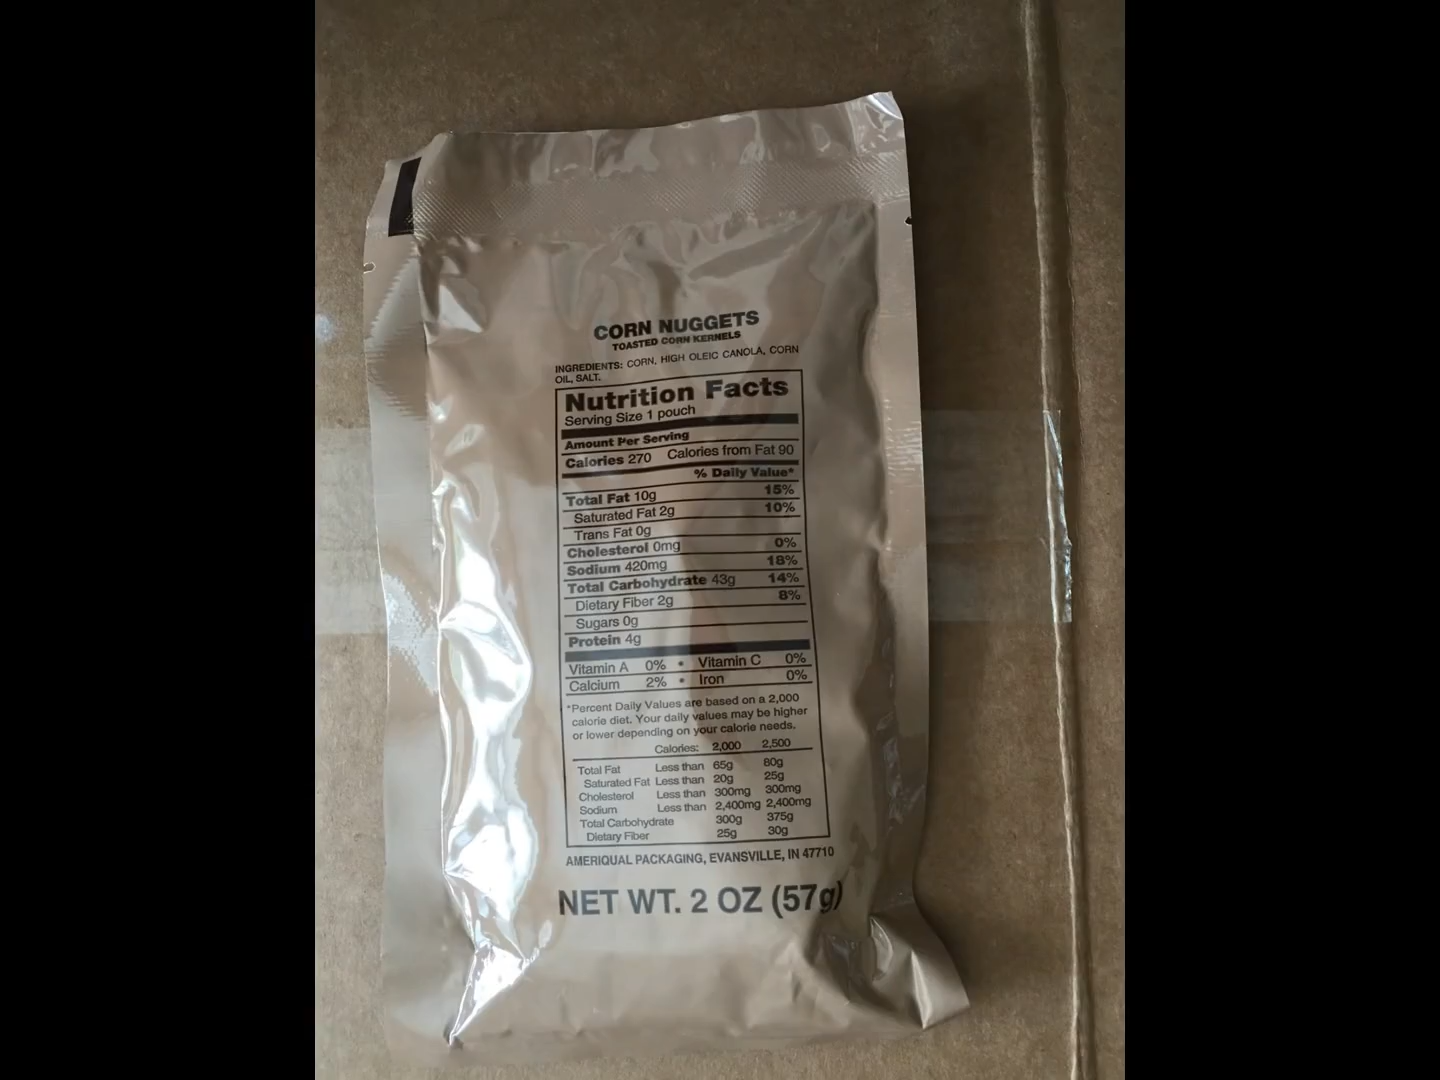 CORN NUGGETS
TOASTED CORN KERNELS
INGREDIENTS: CORN, HIGH OLEIC CANOLA, CORN
OIL, SALT.
Nutrition Facts
Serving Size 1 pouch
Amount Per Serving
Calories 270 Calories from Fat 90
% Daily Value*
Total Fat 10g 15%
Saturated Fat 2g 10%
Trans Fat 0g
Cholesterol 0mg 0%
Sodium 420mg 18%
Total Carbohydrate 43g 14%
Dietary Fiber 2g 8%
Sugars 0g
Protein 4g
Vitamin A 0% • Vitamin C 0%
Calcium 2% • Iron 0%
*Percent Daily Values are based on a 2,000
calorie diet. Your daily values may be higher
or lower depending on your calorie needs.
Calories: 2,000 2,500
Total Fat Less than 65g 80g
Saturated Fat Less than 20g 25g
Cholesterol Less than 300mg 300mg
Sodium Less than 2,400mg 2,400mg
Total Carbohydrate 300g 375g
Dietary Fiber 25g 30g
AMERIQUAL PACKAGING, EVANSVILLE, IN 47710
NET WT. 2 OZ (57g)